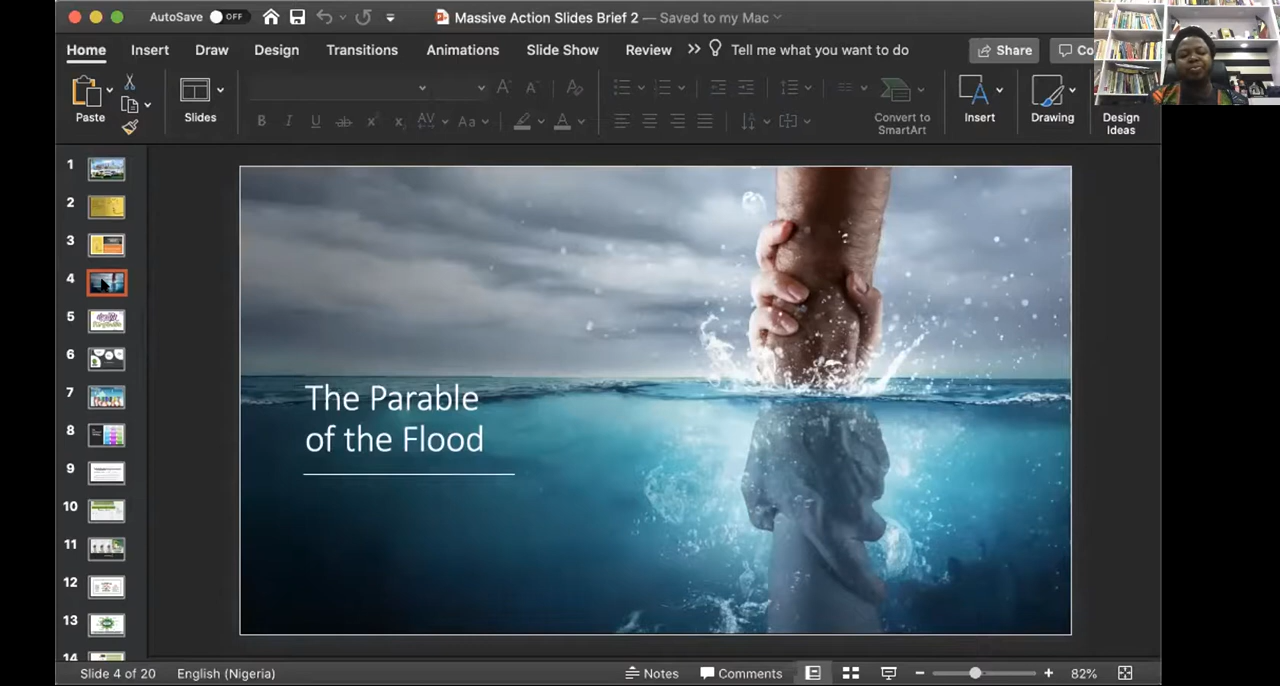 AutoSave OFF
Massive Action Slides Brief 2 — Saved to my Mac
Home Insert Draw Design Transitions Animations Slide Show Review Tell me what you want to do Share Co
Paste
Slides
Convert to
SmartArt
Insert
Drawing
Design
Ideas
1
2
3
4
5
6
7
8
9
10
11
12
13
14
The Parable
of the Flood
Slide 4 of 20 English (Nigeria) Notes Comments 82%